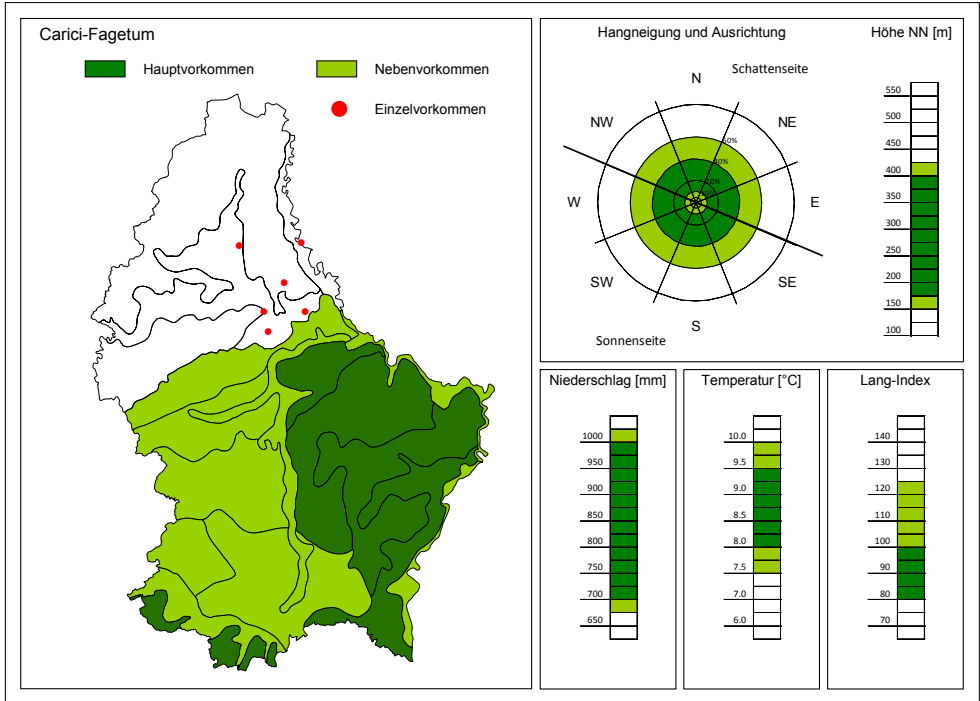 Carici-Fagetum
Hauptvorkommen
Nebenvorkommen
Einzelvorkommen
Hangneigung und Ausrichtung
Schattenseite
N
NW
NE
W
E
SW
SE
S
Sonnenseite
Höhe NN [m]
550
500
450
400
350
300
250
200
150
100
Niederschlag [mm]
1000
950
900
850
800
750
700
650
Temperatur [°C]
10.0
9.5
9.0
8.5
8.0
7.5
7.0
6.0
Lang-Index
140
130
120
110
100
90
80
70